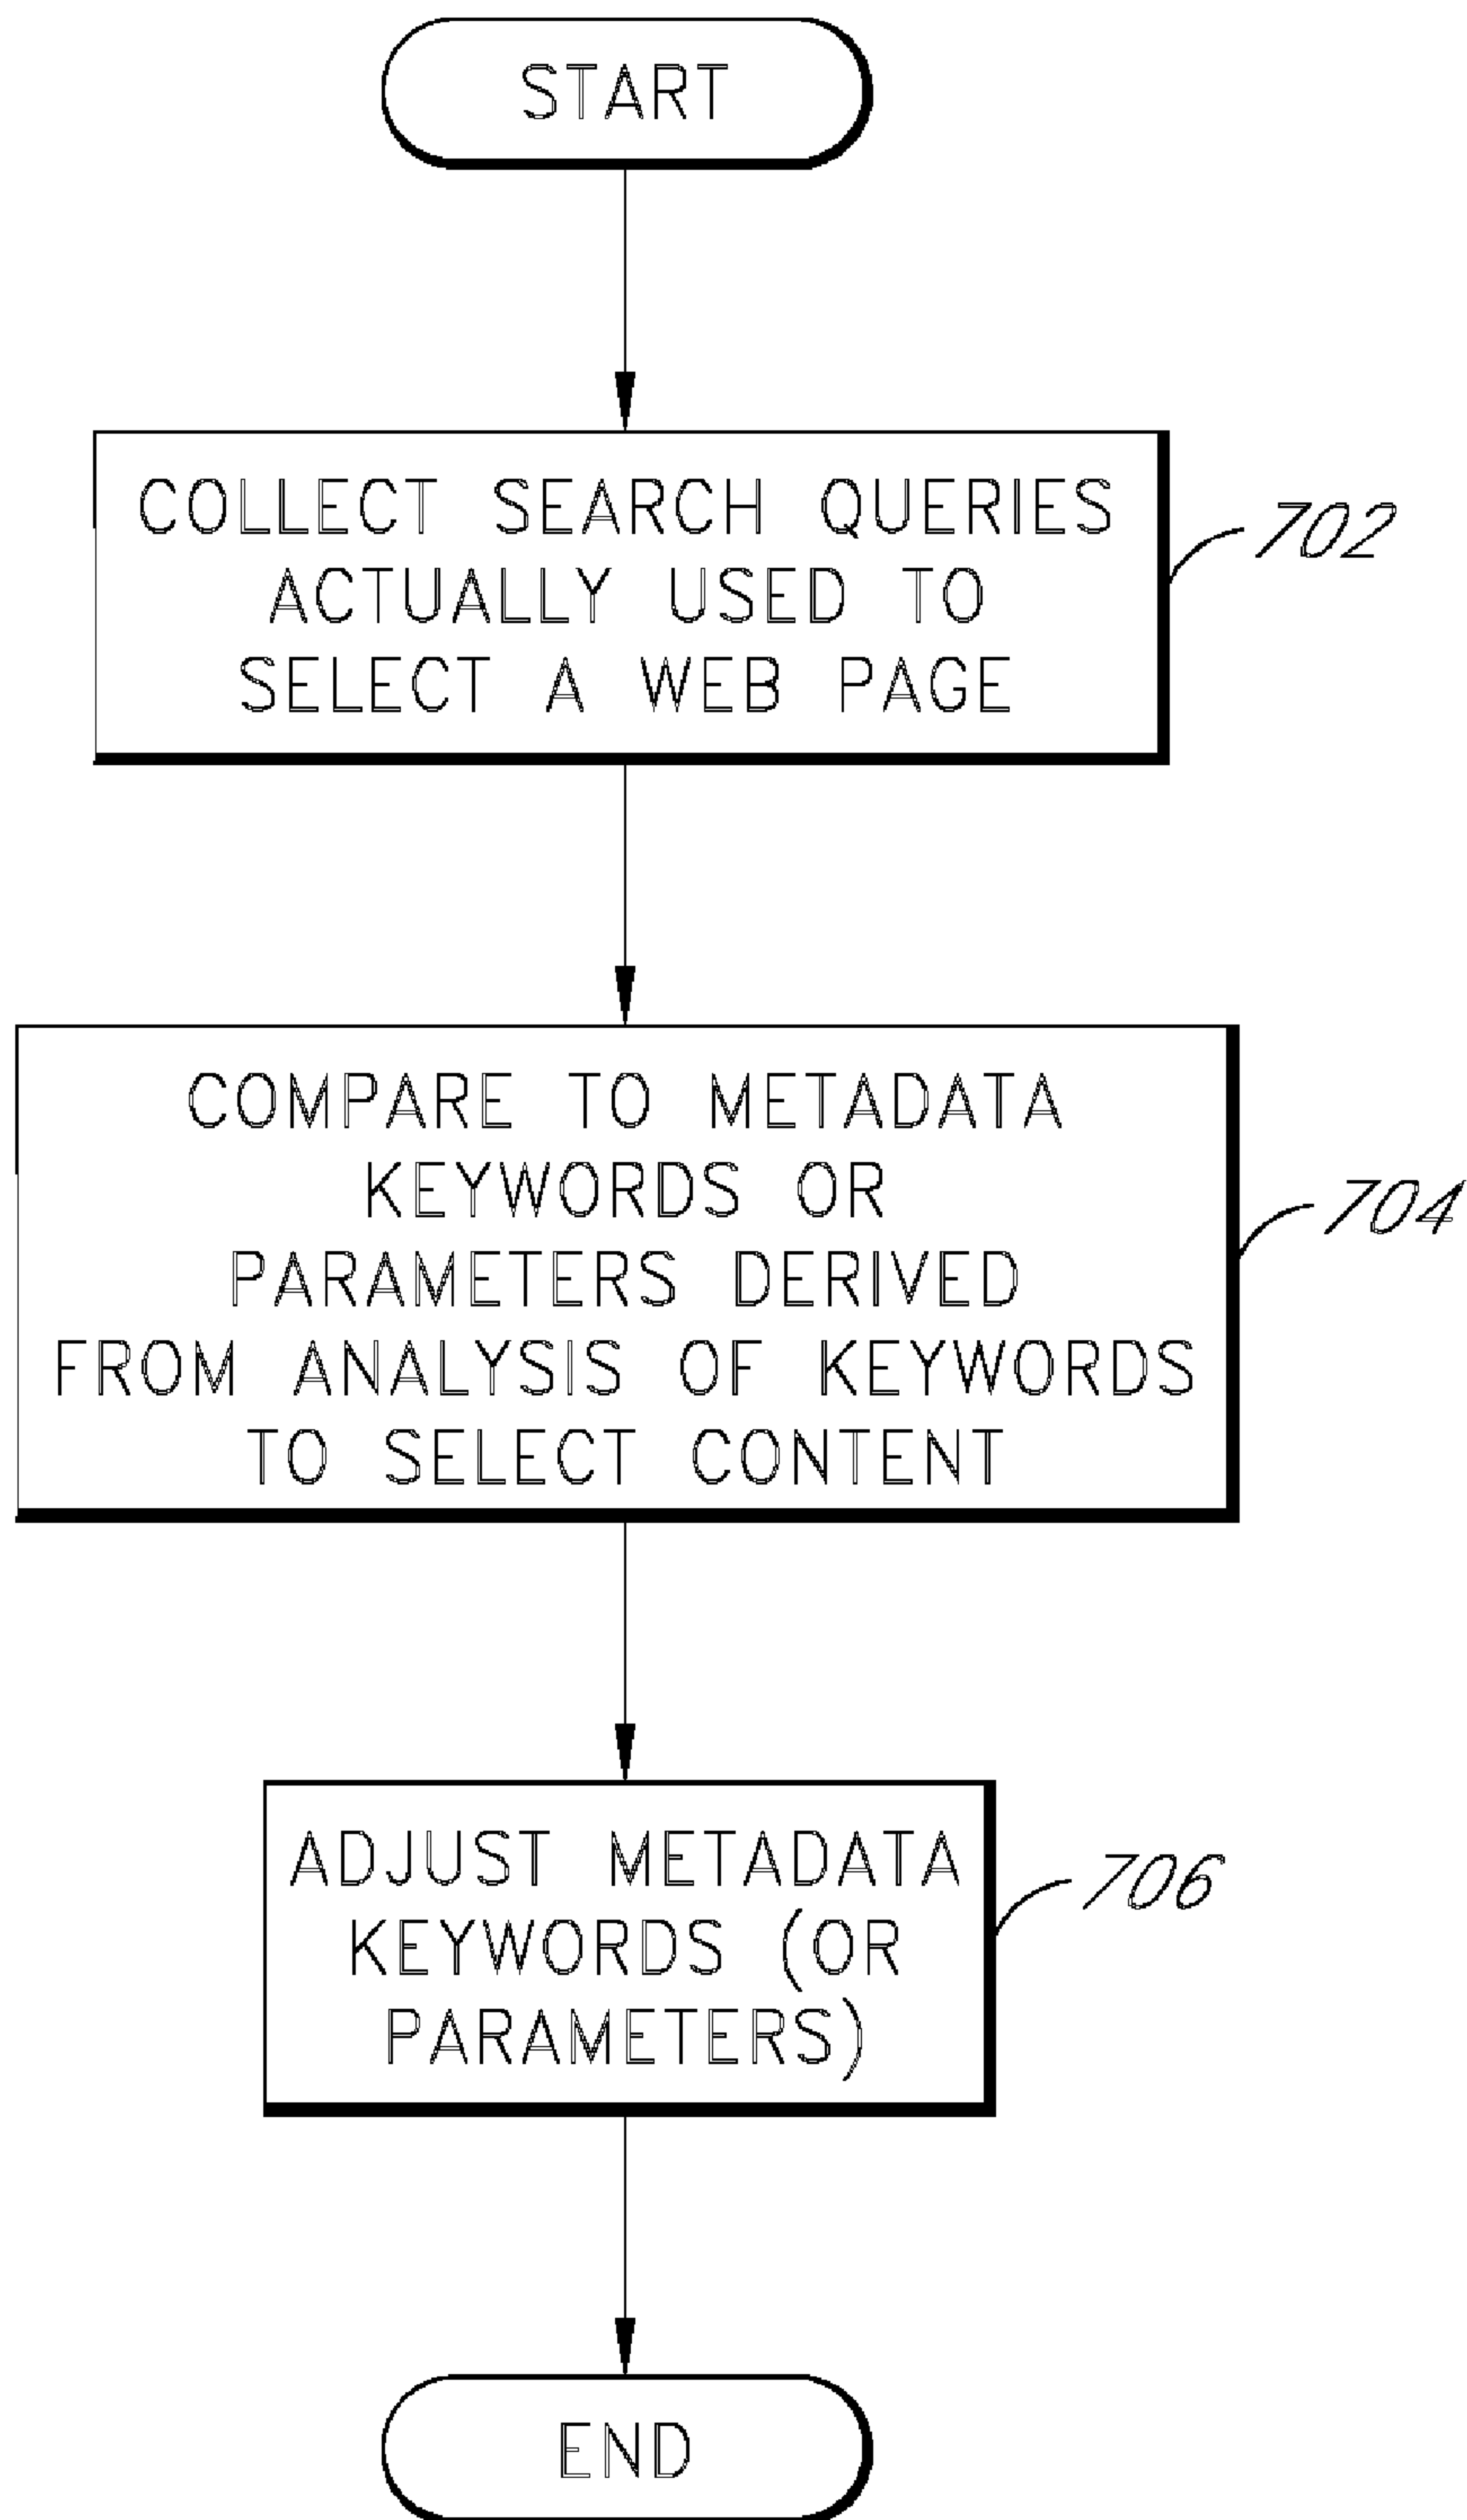 START
COLLECT SEARCH QUERIES
ACTUALLY USED TO
SELECT A WEB PAGE
702
COMPARE TO METADATA
KEYWORDS OR
PARAMETERS DERIVED
FROM ANALYSIS OF KEYWORDS
TO SELECT CONTENT
704
ADJUST METADATA
KEYWORDS (OR
PARAMETERS)
706
END